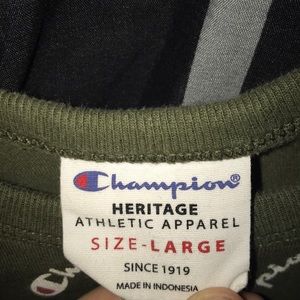 Champion®
HERITAGE
ATHLETIC APPAREL
SIZE-LARGE
SINCE 1919
MADE IN INDONESIA